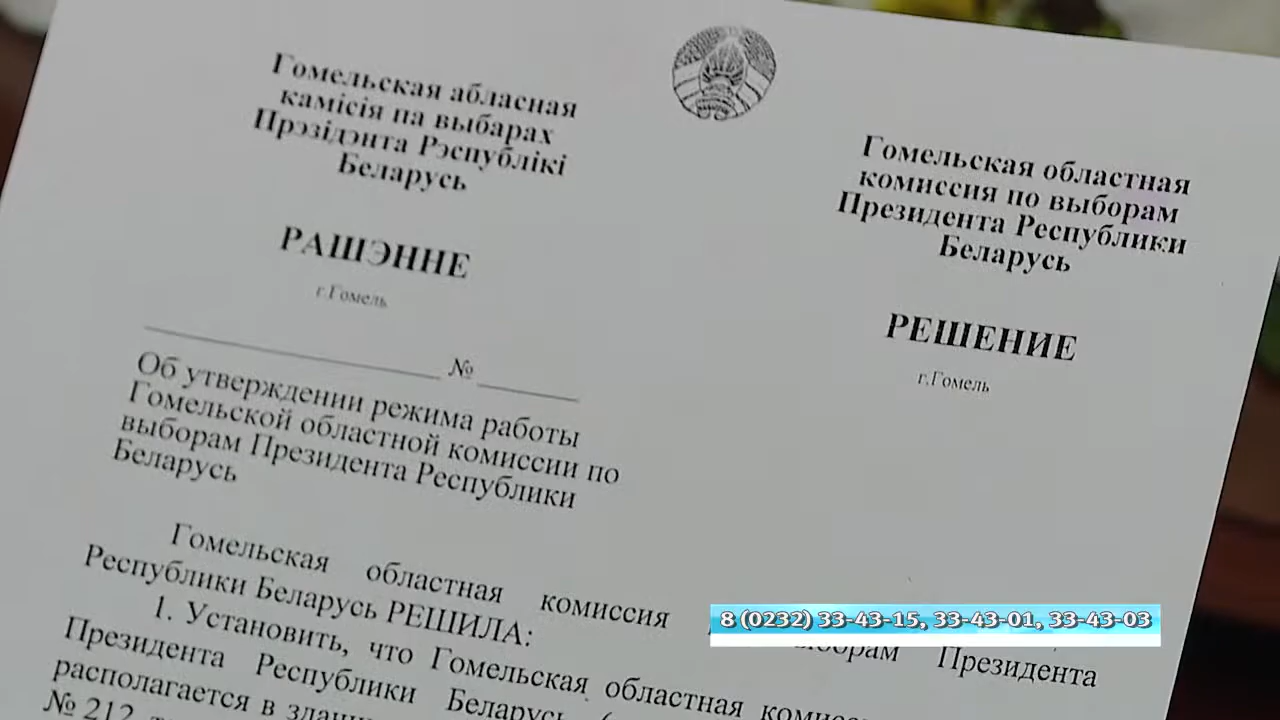 Гомельская абласная
камісія па выбарах
Прэзідэнта Рэспублікі
Беларусь
РАШЭННЕ
г.Гомель
Гомельская областная
комиссия по выборам
Президента Республики
Беларусь
РЕШЕНИЕ
г.Гомель
№
Об утверждении режима работы
Гомельской областной комиссии по
выборам Президента Республики
Беларусь
Гомельская областная комиссия Президента
Республики Беларусь РЕШИЛА:
1. Установить, что Гомельская областная
Президента Республики Беларусь
располагается в
№ 212,
8 (0232) 33-43-15, 33-43-01, 33-43-03